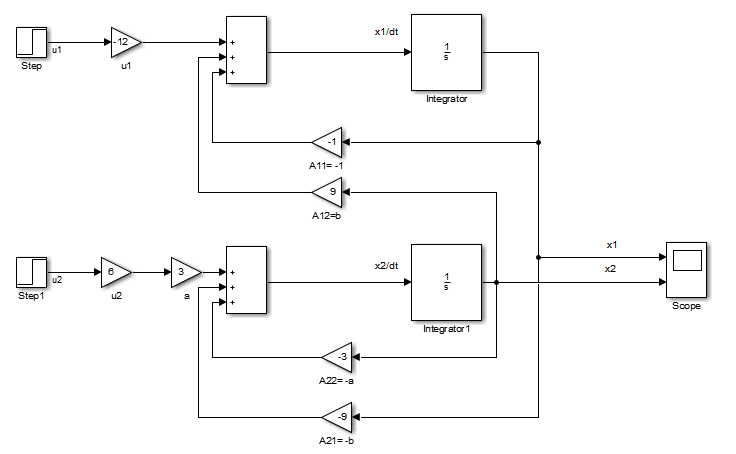 x1/dt
-12
+
+
+
1
s
u1
Step
u1
Integrator
-1
A11= -1
9
A12=b
x1
x2/dt
6
3
+
+
+
1
s
x2
u2
Step1
u2
a
Scope
Integrator1
-3
A22= -a
-9
A21= -b